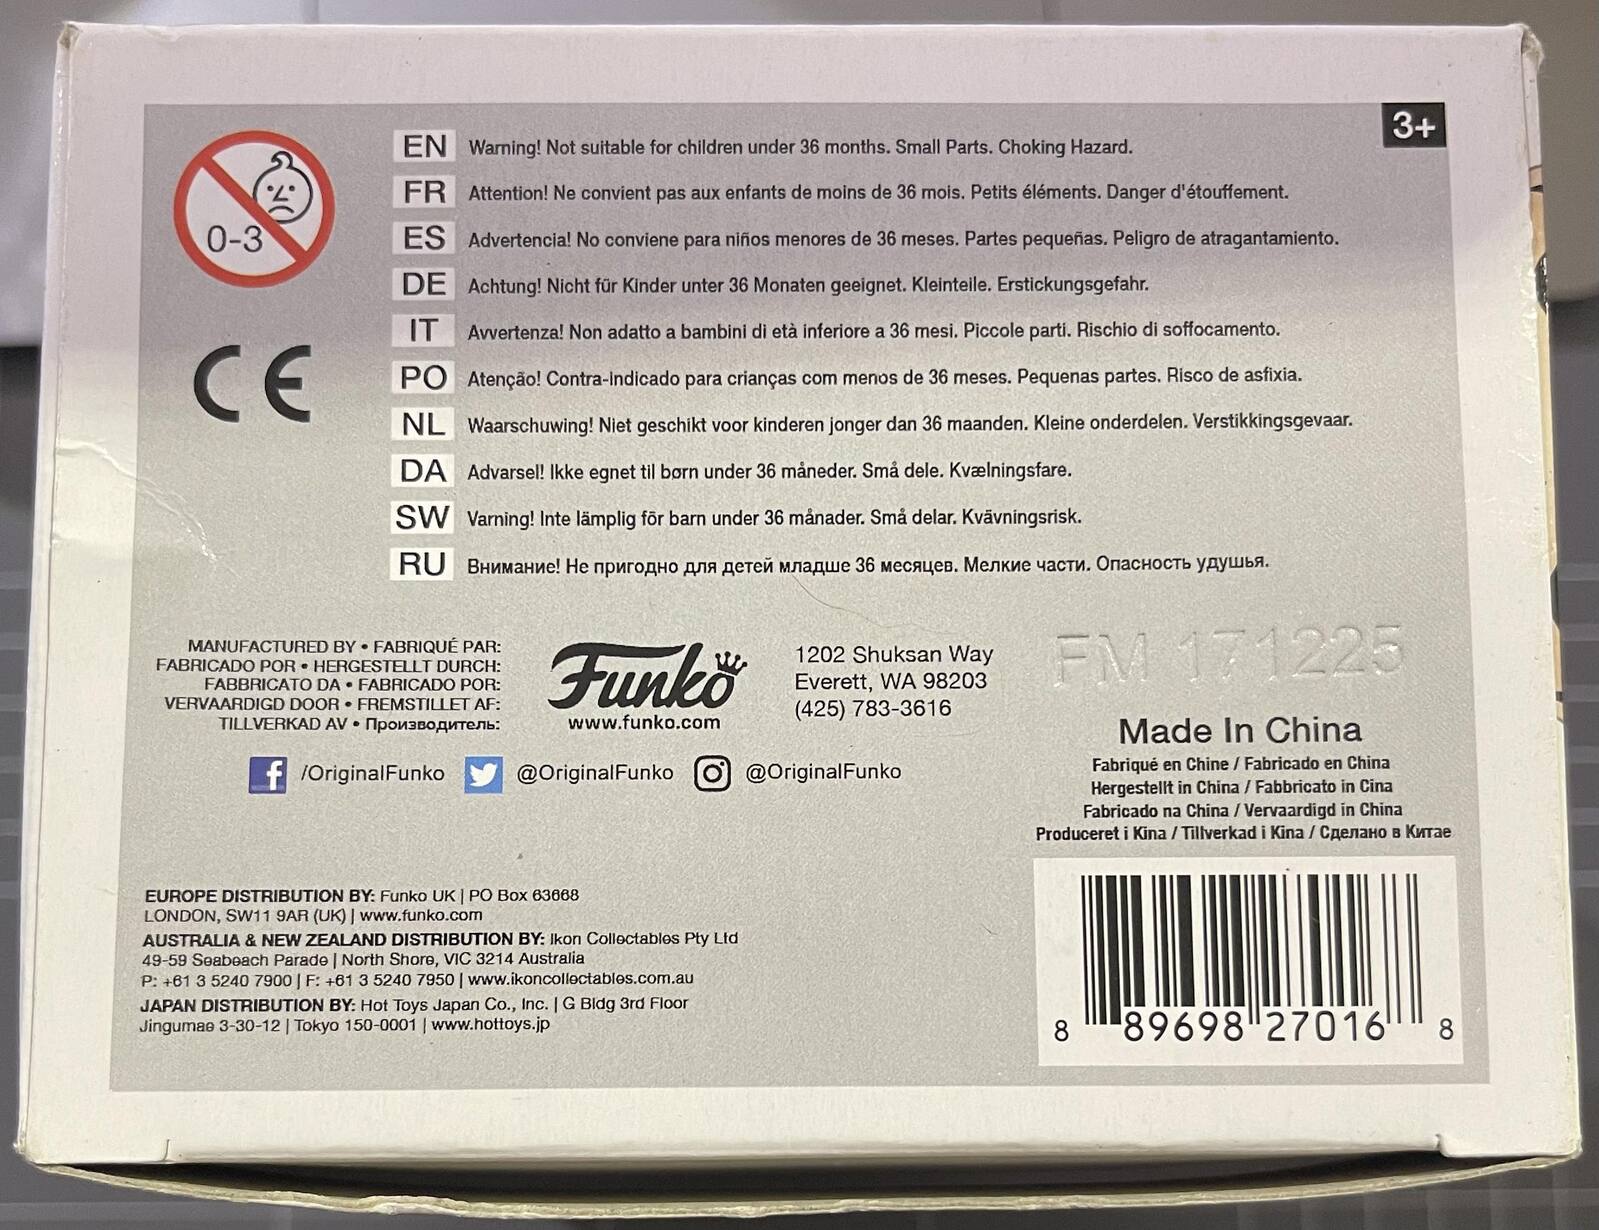 3+
0-3
EN Warning! Not suitable for children under 36 months. Small Parts. Choking Hazard.
FR Attention! Ne convient pas aux enfants de moins de 36 mois. Petits éléments. Danger d'étouffement.
ES Advertencia! No conviene para niños menores de 36 meses. Partes pequeñas. Peligro de atragantamiento.
DE Achtung! Nicht für Kinder unter 36 Monaten geeignet. Kleinteile. Erstickungsgefahr.
IT Avvertenza! Non adatto a bambini di età inferiore a 36 mesi. Piccole parti. Rischio di soffocamento.
PO Atenção! Contra-indicado para crianças com menos de 36 meses. Pequenas partes. Risco de asfixia.
NL Waarschuwing! Niet geschikt voor kinderen jonger dan 36 maanden. Kleine onderdelen. Verstikkingsgevaar.
DA Advarsel! Ikke egnet til børn under 36 måneder. Små dele. Kvælningsfare.
SW Varning! Inte lämplig för barn under 36 månader. Små delar. Kvävningsrisk.
RU Внимание! Не пригодно для детей младше 36 месяцев. Мелкие части. Опасность удушья.
CE
MANUFACTURED BY • FABRIQUÉ PAR:
FABRICADO POR • HERGESTELLT DURCH:
FABBRICATO DA • FABRICADO POR:
VERVAARDIGD DOOR • FREMSTILLET AF:
TILLVERKAD AV • Производитель:
Funko
www.funko.com
1202 Shuksan Way
Everett, WA 98203
(425) 783-3616
FM 171225
/OriginalFunko @OriginalFunko @OriginalFunko
Made In China
Fabriqué en Chine / Fabricado en China
Hergestellt in China / Fabbricato in Cina
Fabricado na China / Vervaardigd in China
Produceret i Kina / Tillverkad i Kina / Сделано в Китае
EUROPE DISTRIBUTION BY: Funko UK | PO Box 63668
LONDON, SW11 9AR (UK) | www.funko.com
AUSTRALIA & NEW ZEALAND DISTRIBUTION BY: Ikon Collectables Pty Ltd
49-59 Seabeach Parade | North Shore, VIC 3214 Australia
P: +61 3 5240 7900 | F: +61 3 5240 7950 | www.ikoncollectables.com.au
JAPAN DISTRIBUTION BY: Hot Toys Japan Co., Inc. | G Bldg 3rd Floor
Jingumae 3-30-12 | Tokyo 150-0001 | www.hottoys.jp
8 89698 27016 8